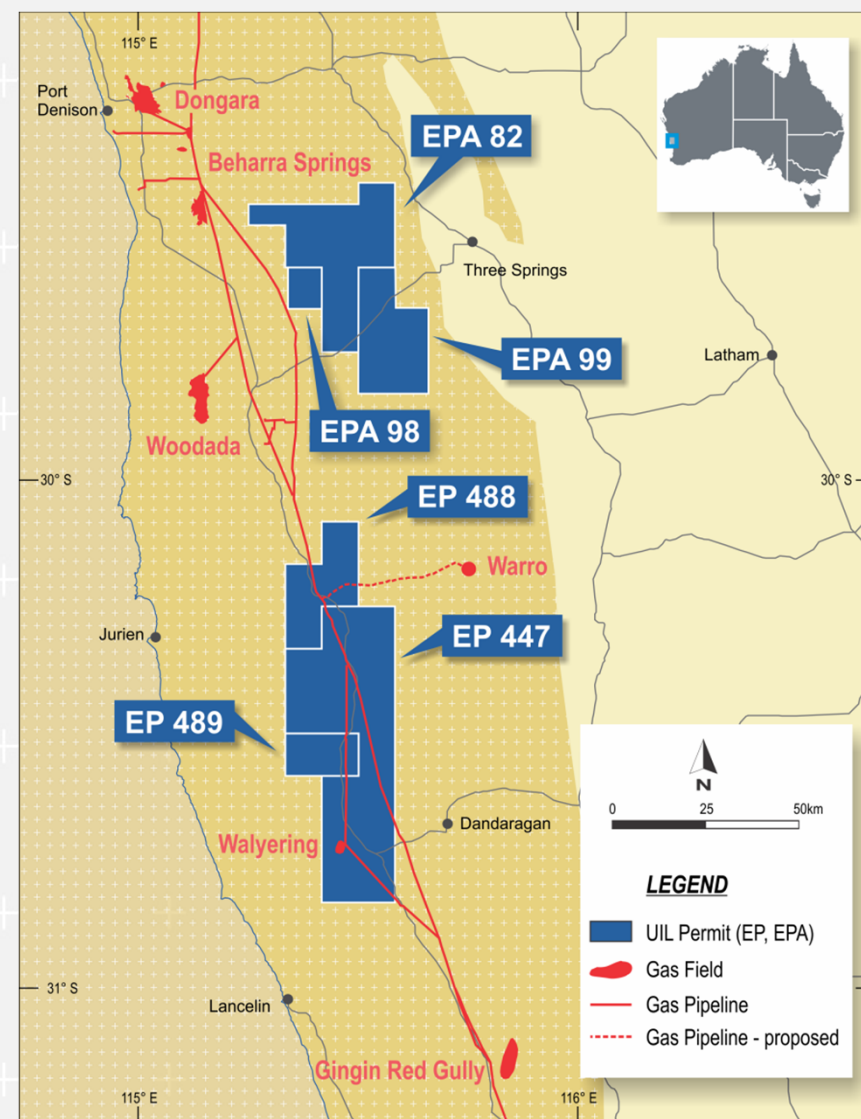 115° E
Port
Denison
Dongara
EPA 82
Beharra Springs
Three Springs
EPA 99
Latham
EPA 98
Woodada
30° S
30° S
EP 488
Warro
Jurien
EP 447
EP 489
N
0 25 50km
Dandaragan
Walyering
LEGEND
UIL Permit (EP, EPA)
Gas Field
Gas Pipeline
Gas Pipeline - proposed
31° S
Lancelin
Gingin Red Gully
115° E
116° E